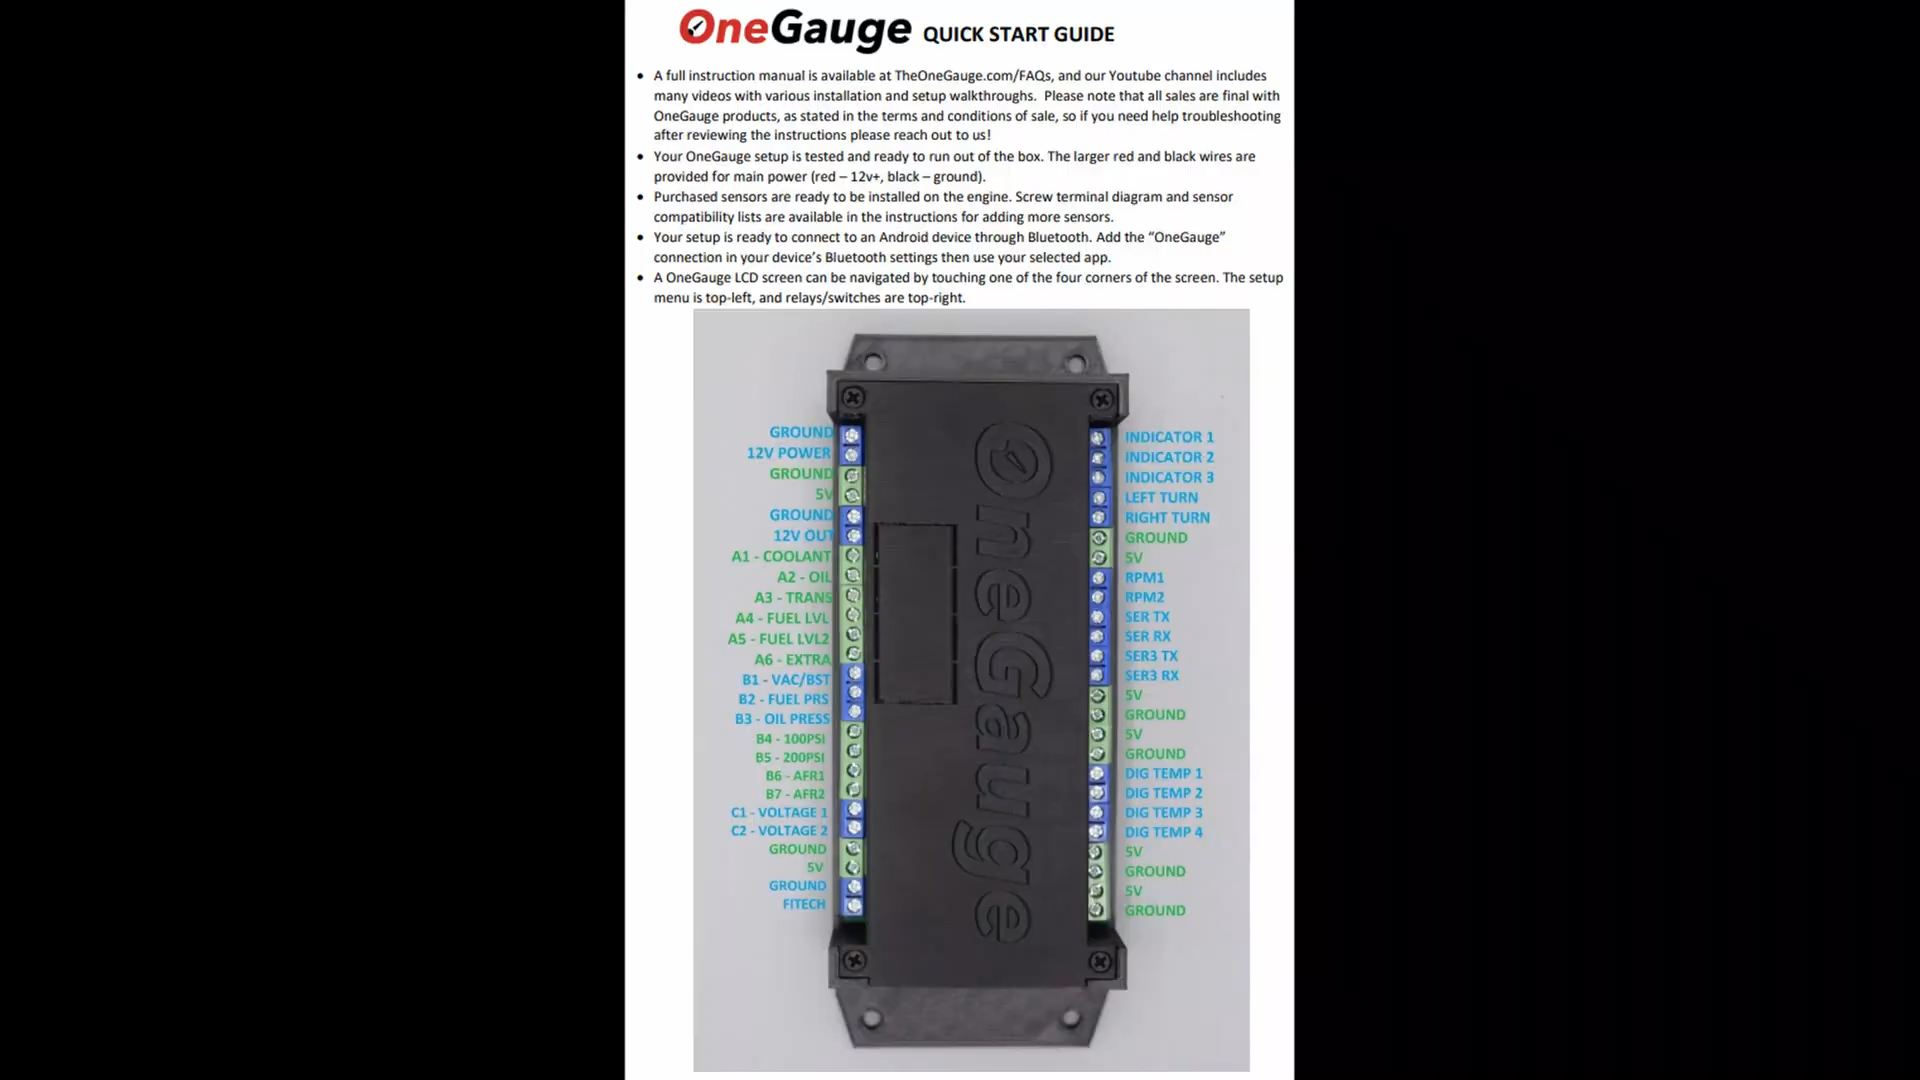 OneGauge QUICK START GUIDE
• A full instruction manual is available at TheOneGauge.com/FAQs, and our Youtube channel includes
many videos with various installation and setup walkthroughs. Please note that all sales are final with
OneGauge products, as stated in the terms and conditions of sale, so if you need help troubleshooting
after reviewing the instructions please reach out to us!
• Your OneGauge setup is tested and ready to run out of the box. The larger red and black wires are
provided for main power (red – 12v+, black – ground).
• Purchased sensors are ready to be installed on the engine. Screw terminal diagram and sensor
compatibility lists are available in the instructions for adding more sensors.
• Your setup is ready to connect to an Android device through Bluetooth. Add the “OneGauge”
connection in your device’s Bluetooth settings then use your selected app.
• A OneGauge LCD screen can be navigated by touching one of the four corners of the screen. The setup
menu is top-left, and relays/switches are top-right.
GROUND
12V POWER
GROUND
5V
GROUND
12V OUT
A1 - COOLANT
A2 - OIL
A3 - TRANS
A4 - FUEL LVL
A5 - FUEL LVL2
A6 - EXTRA
B1 - VAC/BST
B2 - FUEL PRS
B3 - OIL PRESS
B4 - 100PSI
B5 - 200PSI
B6 - AFR1
B7 - AFR2
C1 - VOLTAGE 1
C2 - VOLTAGE 2
GROUND
5V
GROUND
FITECH
OneGauge
INDICATOR 1
INDICATOR 2
INDICATOR 3
LEFT TURN
RIGHT TURN
GROUND
5V
RPM1
RPM2
SER TX
SER RX
SER3 TX
SER3 RX
5V
GROUND
5V
GROUND
DIG TEMP 1
DIG TEMP 2
DIG TEMP 3
DIG TEMP 4
5V
GROUND
5V
GROUND